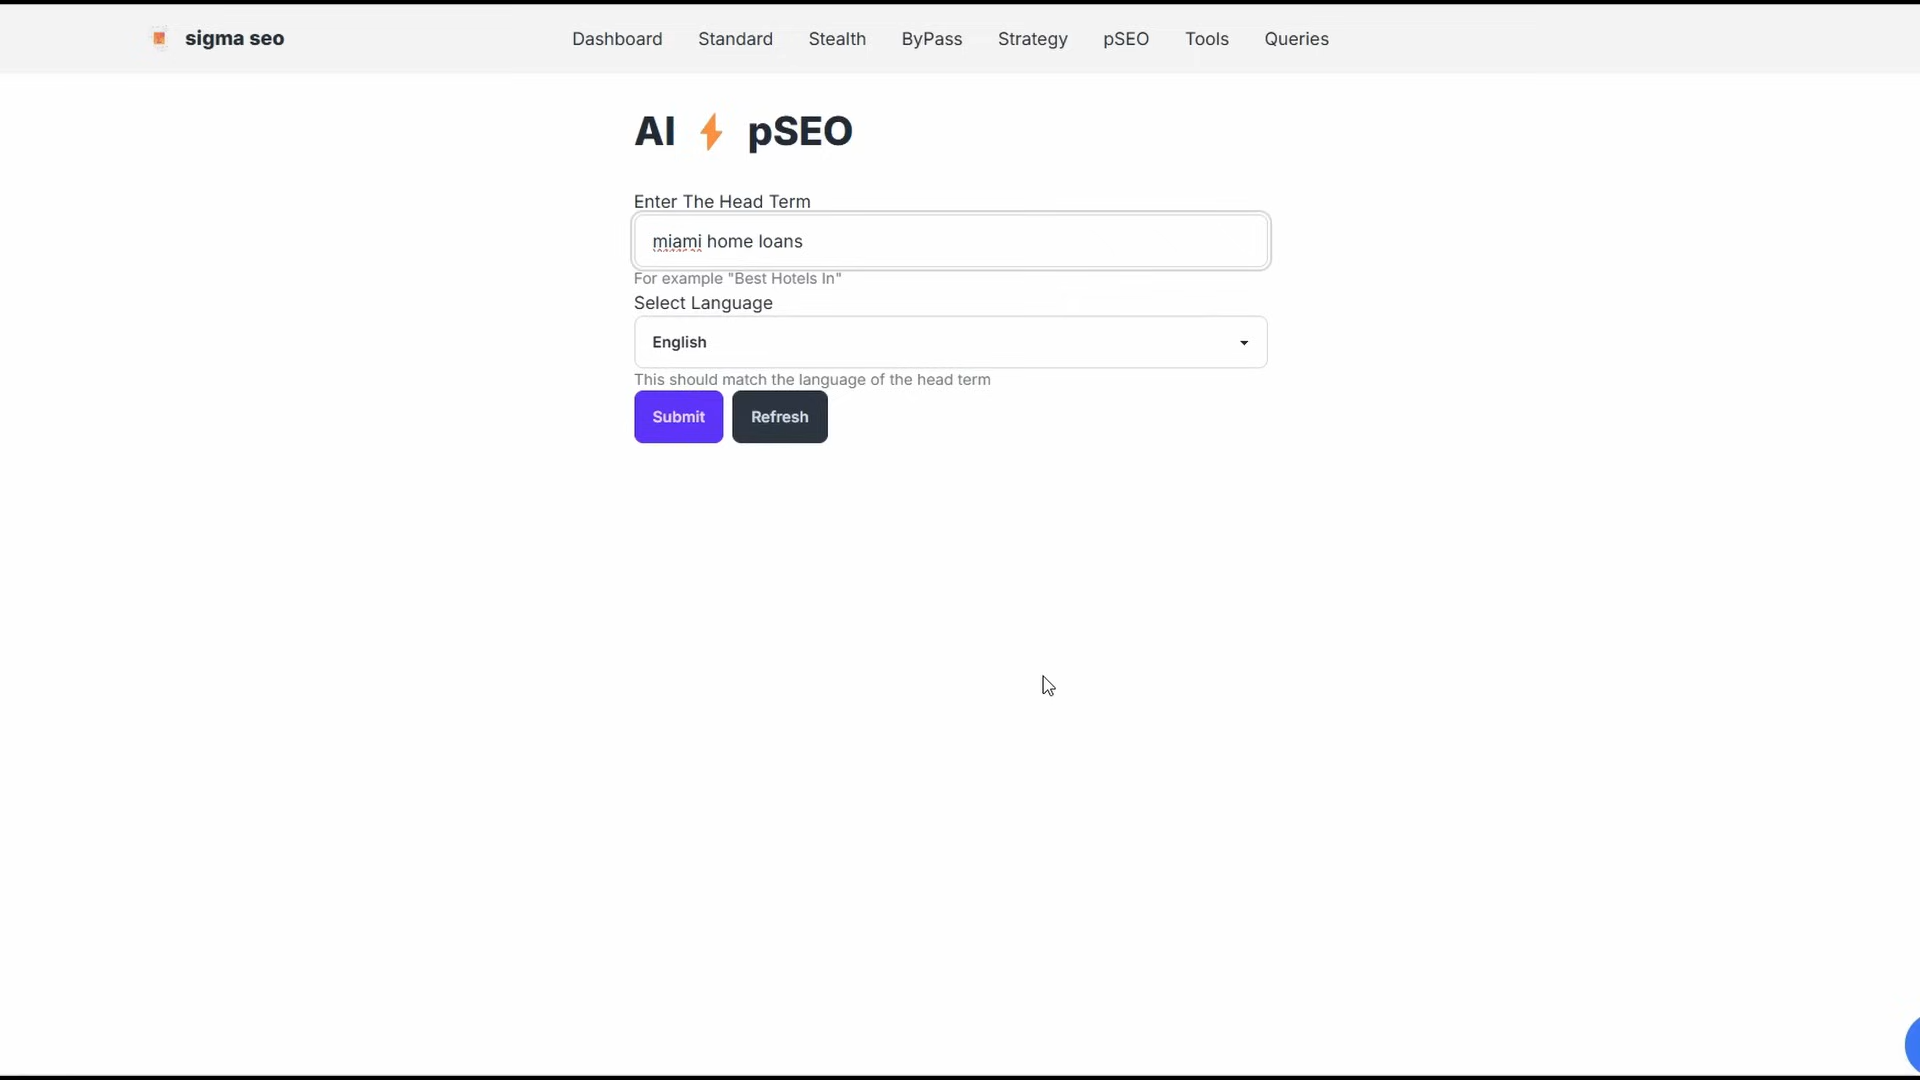 sigma seo
Dashboard Standard Stealth ByPass Strategy pSEO Tools Queries
AI pSEO
Enter The Head Term
miami home loans
For example "Best Hotels In"
Select Language
English
This should match the language of the head term
Submit Refresh